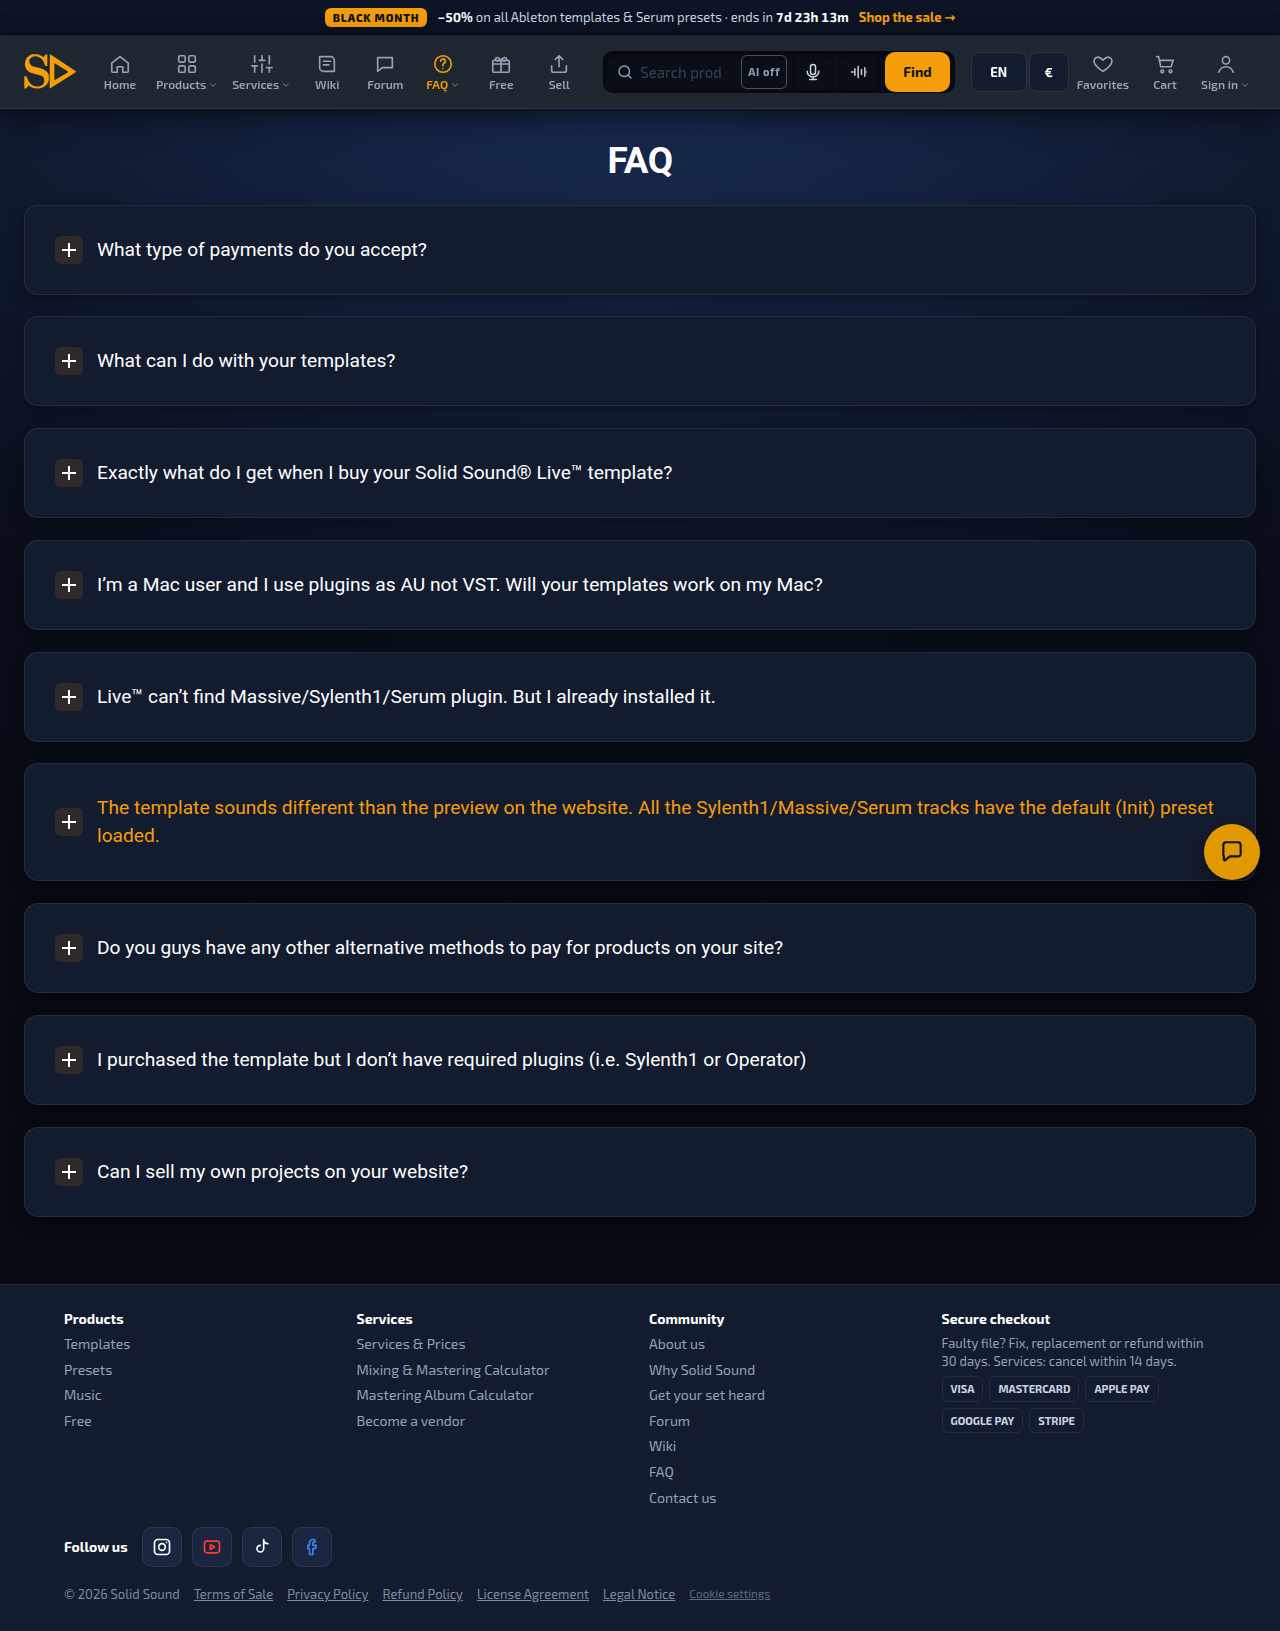 BLACK MONTH -50% on all Ableton templates & Serum presets · ends in 7d 23h 13m Shop the sale →
Home Products Services Wiki Forum FAQ Free Sell Search prod AI off Find EN € Favorites Cart Sign in
FAQ
What type of payments do you accept?
What can I do with your templates?
Exactly what do I get when I buy your Solid Sound® Live™ template?
I’m a Mac user and I use plugins as AU not VST. Will your templates work on my Mac?
Live™ can’t find Massive/Sylenth1/Serum plugin. But I already installed it.
The template sounds different than the preview on the website. All the Sylenth1/Massive/Serum tracks have the default (Init) preset
loaded.
Do you guys have any other alternative methods to pay for products on your site?
I purchased the template but I don’t have required plugins (i.e. Sylenth1 or Operator)
Can I sell my own projects on your website?
Products
Templates
Presets
Music
Free
Services
Services & Prices
Mixing & Mastering Calculator
Mastering Album Calculator
Become a vendor
Community
About us
Why Solid Sound
Get your set heard
Forum
Wiki
FAQ
Contact us
Secure checkout
Faulty file? Fix, replacement or refund within
30 days. Services: cancel within 14 days.
VISA MASTERCARD APPLE PAY
GOOGLE PAY STRIPE
Follow us
© 2026 Solid Sound Terms of Sale Privacy Policy Refund Policy License Agreement Legal Notice Cookie settings